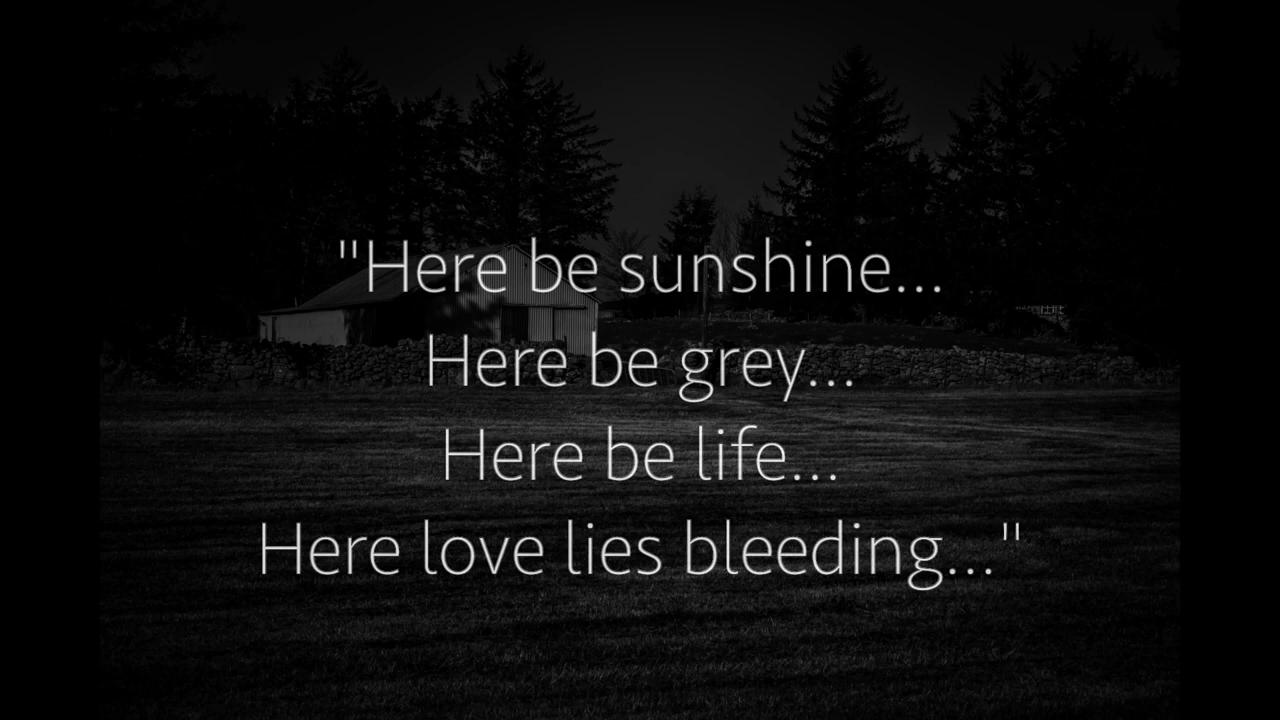 "Here be sunshine...
Here be grey...
Here be life...
Here love lies bleeding..."